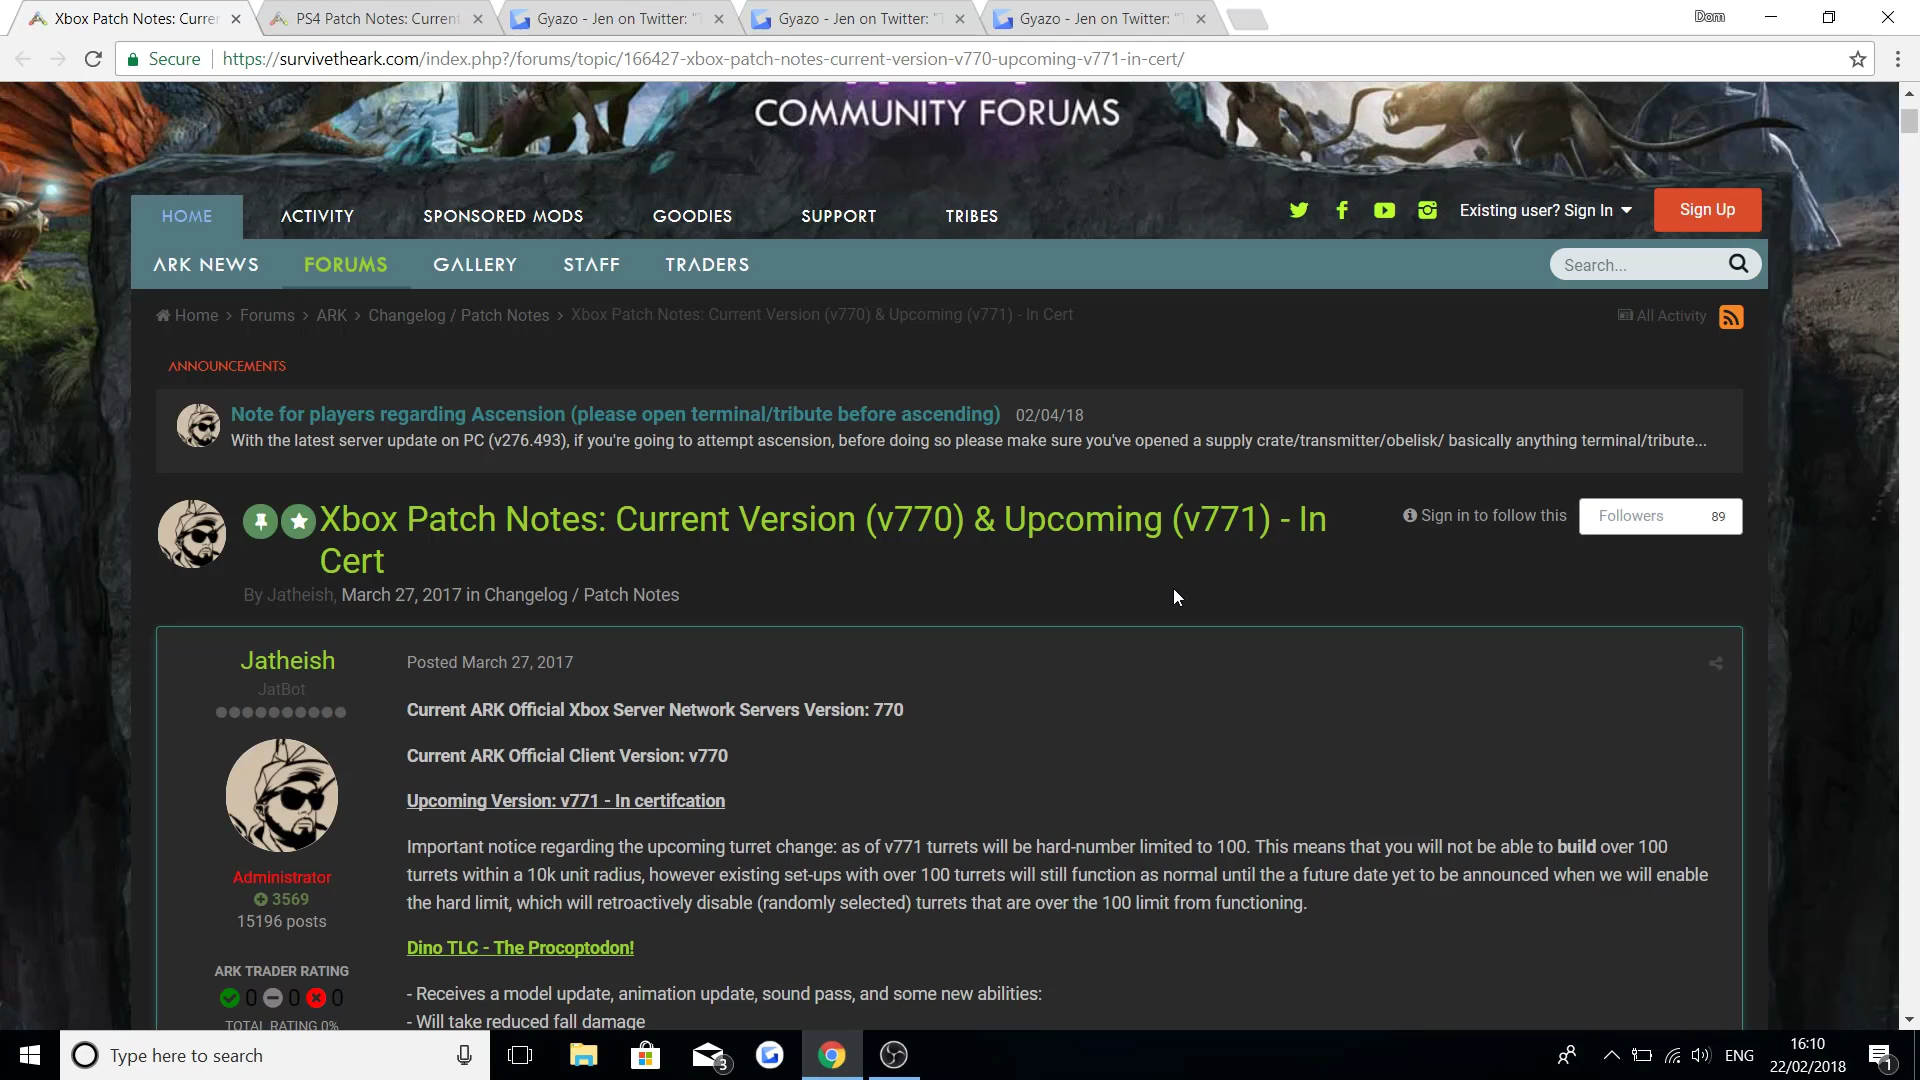 Xbox Patch Notes: Curre
PS4 Patch Notes: Current
Gyazo - Jen on Twitter: "T
Gyazo - Jen on Twitter: "T
Gyazo - Jen on Twitter: "T
Dom
Secure
https://survivetheark.com/index.php?/forums/topic/166427-xbox-patch-notes-current-version-v770-upcoming-v771-in-cert/
COMMUNITY FORUMS
HOME
ACTIVITY
SPONSORED MODS
GOODIES
SUPPORT
TRIBES
Existing user? Sign In
Sign Up
ARK NEWS
FORUMS
GALLERY
STAFF
TRADERS
Search...
Home > Forums > ARK > Changelog / Patch Notes > Xbox Patch Notes: Current Version (v770) & Upcoming (v771) - In Cert
All Activity
ANNOUNCEMENTS
Note for players regarding Ascension (please open terminal/tribute before ascending) 02/04/18
With the latest server update on PC (v276.493), if you're going to attempt ascension, before doing so please make sure you've opened a supply crate/transmitter/obelisk/ basically anything terminal/tribute...
Xbox Patch Notes: Current Version (v770) & Upcoming (v771) - In
Cert
Sign in to follow this
Followers 89
By Jatheish, March 27, 2017 in Changelog / Patch Notes
Jatheish
JatBot
Administrator
3569
15196 posts
ARK TRADER RATING
0 0 0
TOTAL RATING 0%
Posted March 27, 2017
Current ARK Official Xbox Server Network Servers Version: 770
Current ARK Official Client Version: v770
Upcoming Version: v771 - In certifcation
Important notice regarding the upcoming turret change: as of v771 turrets will be hard-number limited to 100. This means that you will not be able to build over 100
turrets within a 10k unit radius, however existing set-ups with over 100 turrets will still function as normal until the a future date yet to be announced when we will enable
the hard limit, which will retroactively disable (randomly selected) turrets that are over the 100 limit from functioning.
Dino TLC - The Procoptodon!
- Receives a model update, animation update, sound pass, and some new abilities:
- Will take reduced fall damage
Type here to search
3
ENG
16:10
22/02/2018
1